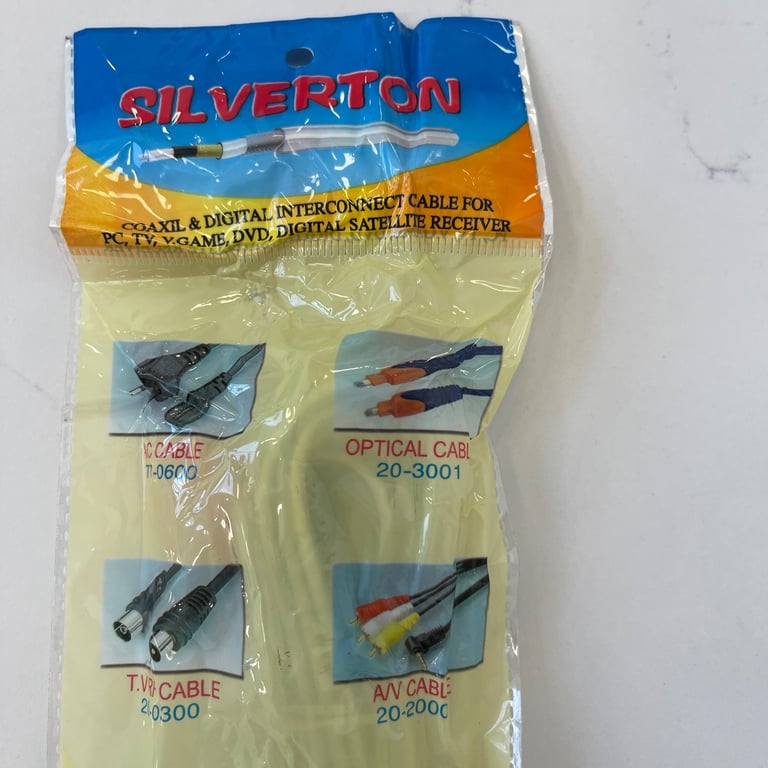 SILVERTON
COAXIL & DIGITAL INTERCONNECT CABLE FOR
PC, TV, V.GAME, DVD, DIGITAL SATELLITE RECEIVER
CABLE
OPTICAL CABL
20-3001
T.V CABLE
A/V CABLE
20-2000